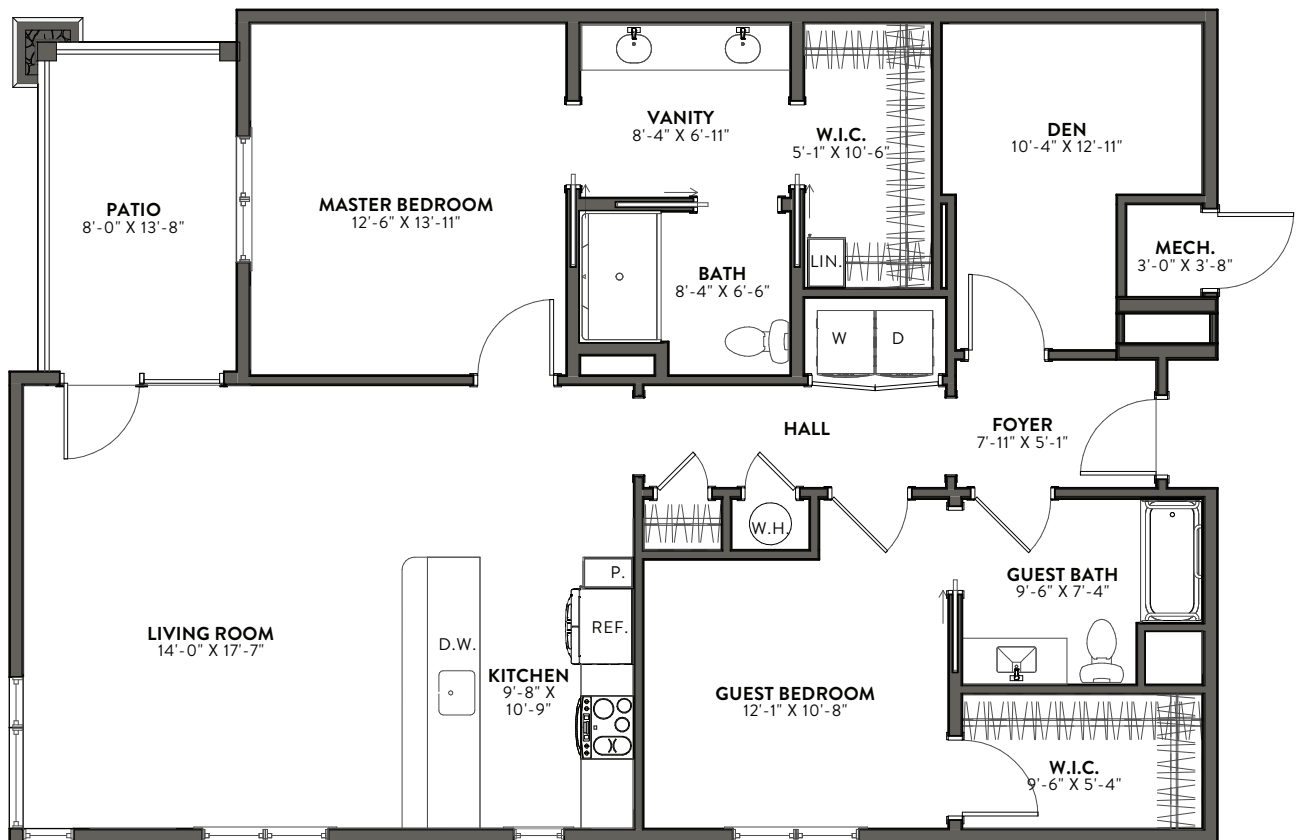 VANITY
8'-4" X 6'-11"
W.I.C.
5'-1" X 10'-6"
DEN
10'-4" X 12'-11"
PATIO
8'-0" X 13'-8"
MASTER BEDROOM
12'-6" X 13'-11"
MECH.
3'-0" X 3'-8"
BATH
8'-4" X 6'-6"
LIN.
W
D
HALL
FOYER
7'-11" X 5'-1"
W.H.
P.
REF.
GUEST BATH
9'-6" X 7'-4"
LIVING ROOM
14'-0" X 17'-7"
D.W.
KITCHEN
9'-8" X
10'-9"
GUEST BEDROOM
12'-1" X 10'-8"
W.I.C.
9'-6" X 5'-4"